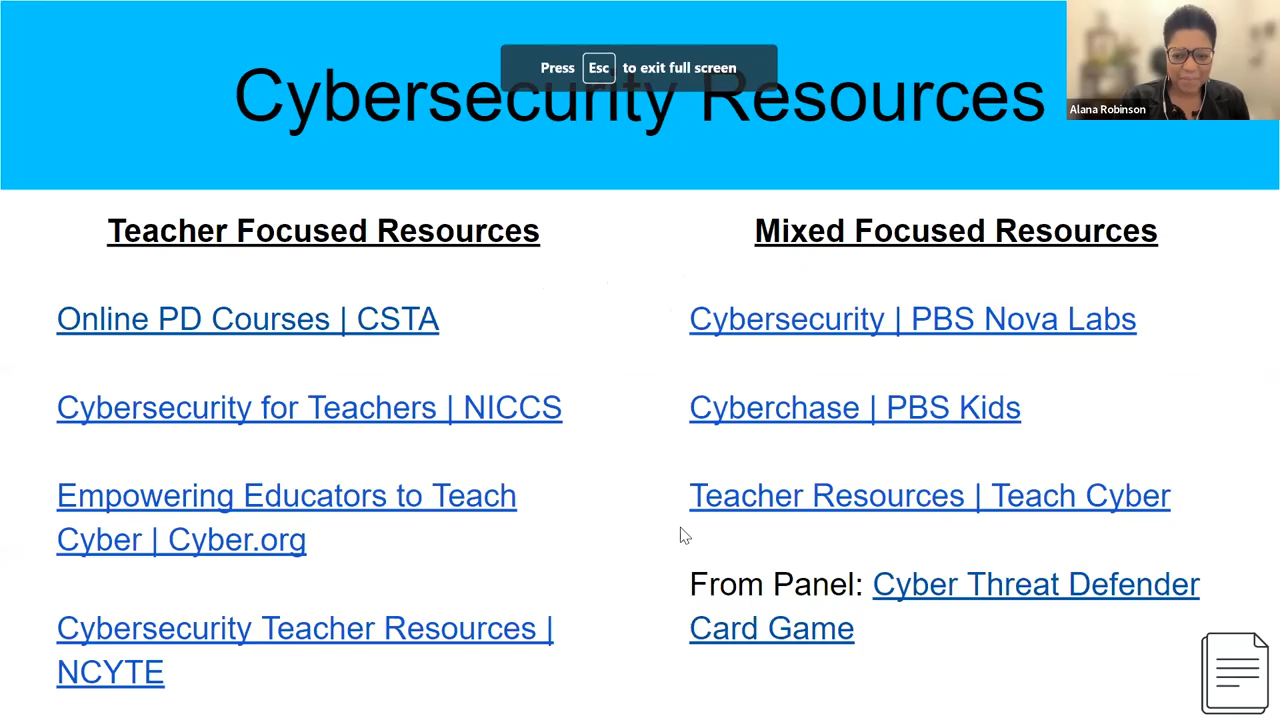 Press Esc to exit full screen
Cybersecurity Resources
Alana Robinson
Teacher Focused Resources
Online PD Courses | CSTA
Cybersecurity for Teachers | NICCS
Empowering Educators to Teach
Cyber | Cyber.org
Cybersecurity Teacher Resources |
NCYTE
Mixed Focused Resources
Cybersecurity | PBS Nova Labs
Cyberchase | PBS Kids
Teacher Resources | Teach Cyber
From Panel: Cyber Threat Defender
Card Game